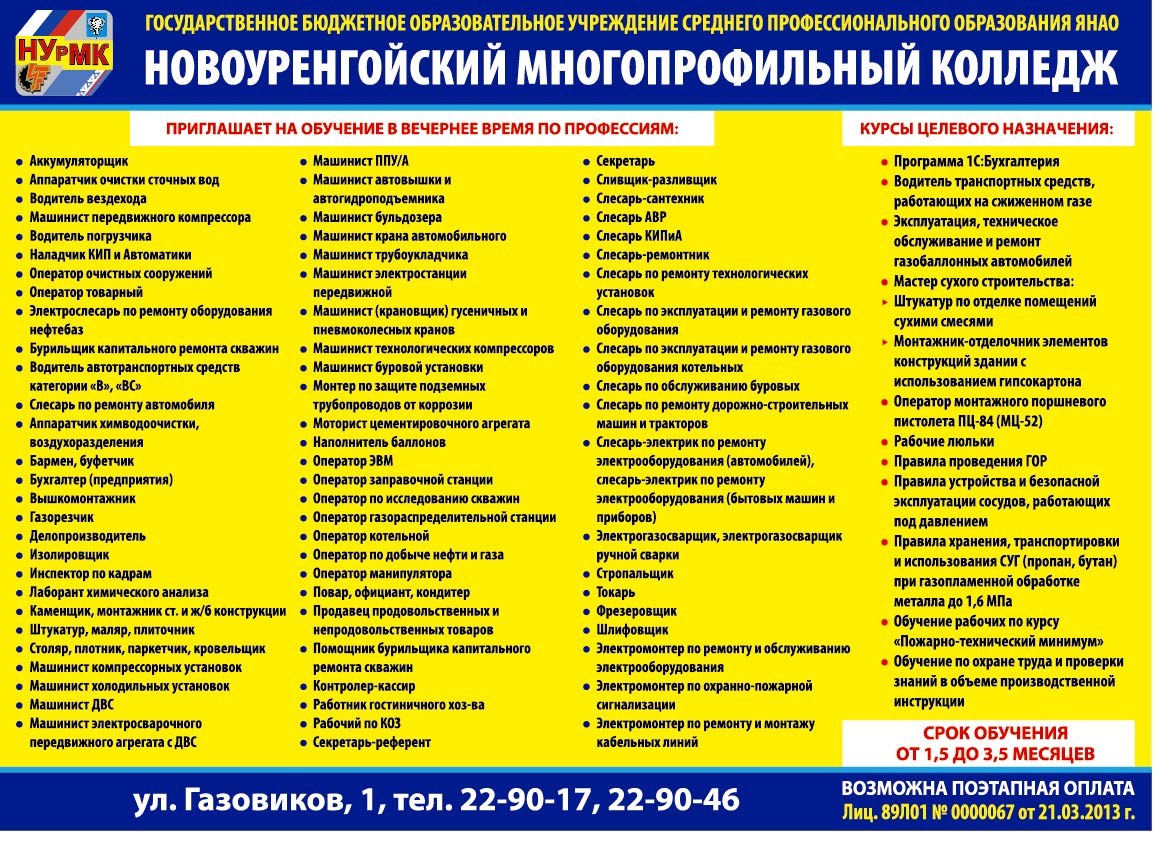 НУрМК
ГОСУДАРСТВЕННОЕ БЮДЖЕТНОЕ ОБРАЗОВАТЕЛЬНОЕ УЧРЕЖДЕНИЕ СРЕДНЕГО ПРОФЕССИОНАЛЬНОГО ОБРАЗОВАНИЯ ЯНАО
НОВОУРЕНГОЙСКИЙ МНОГОПРОФИЛЬНЫЙ КОЛЛЕДЖ
ПРИГЛАШАЕТ НА ОБУЧЕНИЕ В ВЕЧЕРНЕЕ ВРЕМЯ ПО ПРОФЕССИЯМ:
• Аккумуляторщик
• Аппаратчик очистки сточных вод
• Водитель вездехода
• Машинист передвижного компрессора
• Водитель погрузчика
• Наладчик КИП и Автоматики
• Оператор очистных сооружений
• Оператор товарный
• Электрослесарь по ремонту оборудования
нефтебаз
• Бурильщик капитального ремонта скважин
• Водитель автотранспортных средств
категории «В», «ВС»
• Слесарь по ремонту автомобиля
• Аппаратчик химводоочистки,
воздухоразделения
• Бармен, буфетчик
• Бухгалтер (предприятия)
• Вышкомонтажник
• Газорезчик
• Делопроизводитель
• Изолировщик
• Инспектор по кадрам
• Лаборант химического анализа
• Каменщик, монтажник ст. и ж/б конструкции
• Штукатур, маляр, плиточник
• Столяр, плотник, паркетчик, кровельщик
• Машинист компрессорных установок
• Машинист холодильных установок
• Машинист ДВС
• Машинист электросварочного
передвижного агрегата с ДВС
• Машинист ППУ/А
• Машинист автовышки и
автогидроподъемника
• Машинист бульдозера
• Машинист крана автомобильного
• Машинист трубоукладчика
• Машинист электростанции
передвижной
• Машинист (крановщик) гусеничных и
пневмоколесных кранов
• Машинист технологических компрессоров
• Машинист буровой установки
• Монтер по защите подземных
трубопроводов от коррозии
• Моторист цементировочного агрегата
• Наполнитель баллонов
• Оператор ЭВМ
• Оператор заправочной станции
• Оператор по исследованию скважин
• Оператор газораспределительной станции
• Оператор котельной
• Оператор по добыче нефти и газа
• Оператор манипулятора
• Повар, официант, кондитер
• Продавец продовольственных и
непродовольственных товаров
• Помощник бурильщика капитального
ремонта скважин
• Контролер-кассир
• Работник гостиничного хоз-ва
• Рабочий по КОЗ
• Секретарь-референт
• Секретарь
• Сливщик-разливщик
• Слесарь-сантехник
• Слесарь АВР
• Слесарь КИПиА
• Слесарь-ремонтник
• Слесарь по ремонту технологических
установок
• Слесарь по эксплуатации и ремонту газового
оборудования
• Слесарь по эксплуатации и ремонту газового
оборудования котельных
• Слесарь по обслуживанию буровых
• Слесарь по ремонту дорожно-строительных
машин и тракторов
• Слесарь-электрик по ремонту
электрооборудования (автомобилей),
слесарь-электрик по ремонту
электрооборудования (бытовых машин и
приборов)
• Электрогазосварщик, электрогазосварщик
ручной сварки
• Стропальщик
• Токарь
• Фрезеровщик
• Шлифовщик
• Электромонтер по ремонту и обслуживанию
электрооборудования
• Электромонтер по охранно-пожарной
сигнализации
• Электромонтер по ремонту и монтажу
кабельных линий
КУРСЫ ЦЕЛЕВОГО НАЗНАЧЕНИЯ:
• Программа 1С:Бухгалтерия
• Водитель транспортных средств,
работающих на сжиженном газе
• Эксплуатация, техническое
обслуживание и ремонт
газобаллонных автомобилей
• Мастер сухого строительства:
‣ Штукатур по отделке помещений
сухими смесями
‣ Монтажник-отделочник элементов
конструкций здании с
использованием гипсокартона
• Оператор монтажного поршневого
пистолета ПЦ-84 (МЦ-52)
• Рабочие люльки
• Правила проведения ГОР
• Правила устройства и безопасной
эксплуатации сосудов, работающих
под давлением
• Правила хранения, транспортировки
и использования СУГ (пропан, бутан)
при газопламенной обработке
металла до 1,6 МПа
• Обучение рабочих по курсу
«Пожарно-технический минимум»
• Обучение по охране труда и проверки
знаний в объеме производственной
инструкции
СРОК ОБУЧЕНИЯ
ОТ 1,5 ДО 3,5 МЕСЯЦЕВ
ул. Газовиков, 1, тел. 22-90-17, 22-90-46
ВОЗМОЖНА ПОЭТАПНАЯ ОПЛАТА
Лиц. 89Л01 № 0000067 от 21.03.2013 г.